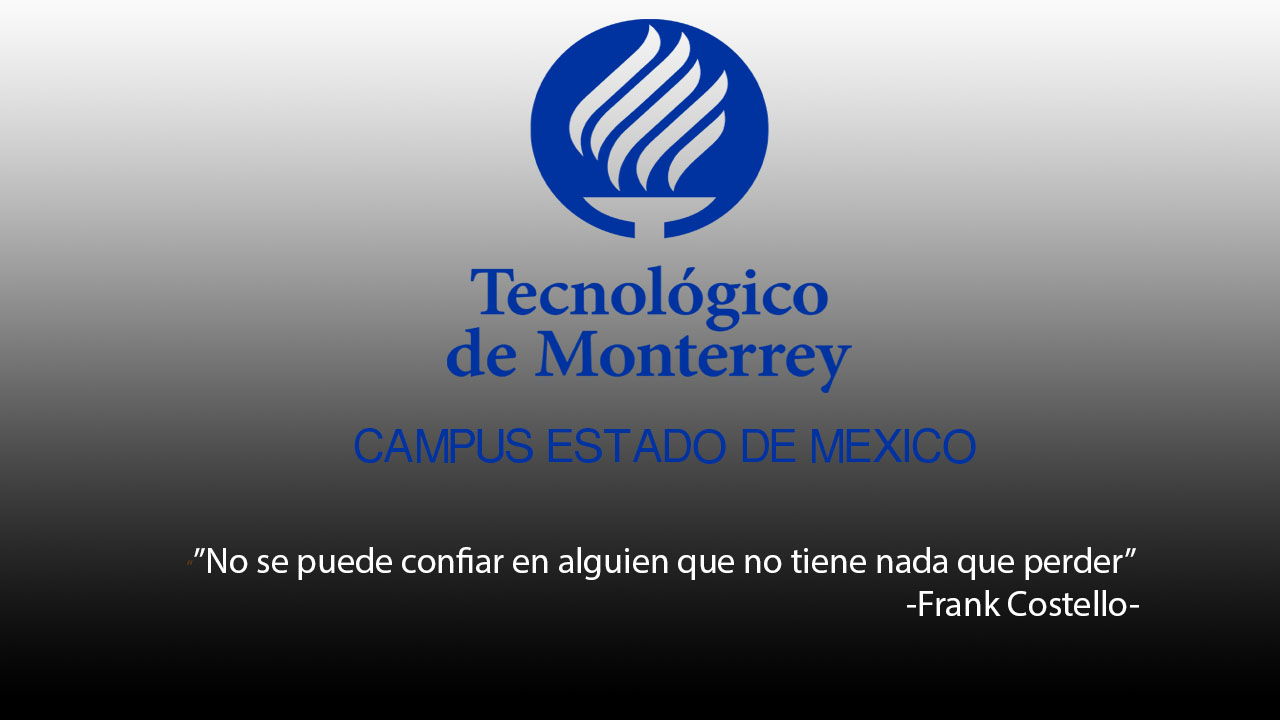 Tecnológico
de Monterrey
CAMPUS ESTADO DE MEXICO
”No se puede confiar en alguien que no tiene nada que perder”
-Frank Costello-